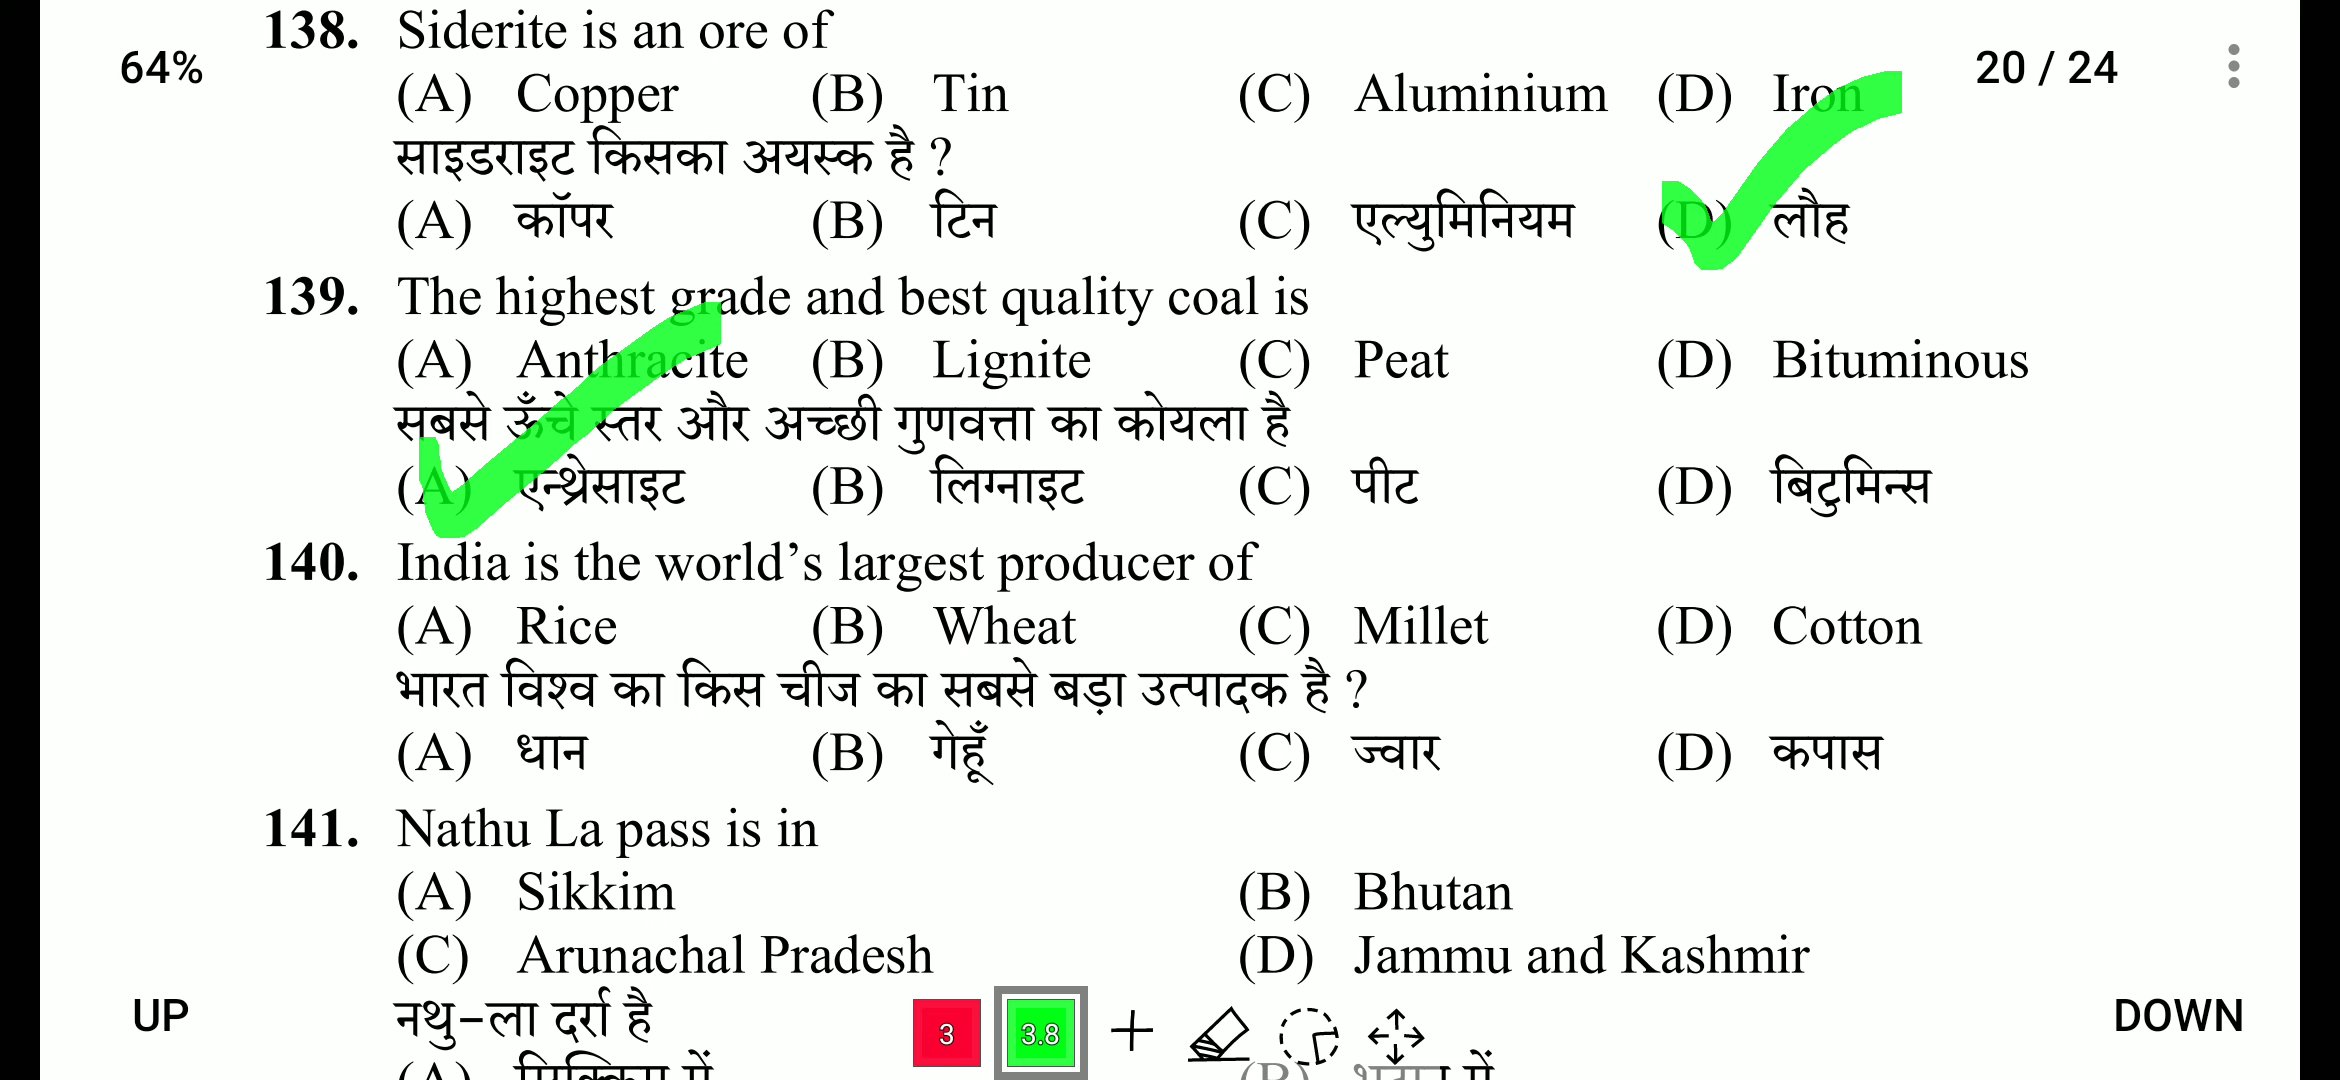 64%
20 / 24
138. Siderite is an ore of
(A) Copper (B) Tin (C) Aluminium (D) Iron
साइडराइट किसका अयस्क है ?
(A) कॉपर (B) टिन (C) एल्युमिनियम (D) लौह
139. The highest grade and best quality coal is
(A) Anthracite (B) Lignite (C) Peat (D) Bituminous
सबसे ऊँचे स्तर और अच्छी गुणवत्ता का कोयला है
(A) एन्थ्रेसाइट (B) लिग्नाइट (C) पीट (D) बिटुमिन्स
140. India is the world’s largest producer of
(A) Rice (B) Wheat (C) Millet (D) Cotton
भारत विश्व का किस चीज का सबसे बड़ा उत्पादक है ?
(A) धान (B) गेहूँ (C) ज्वार (D) कपास
141. Nathu La pass is in
(A) Sikkim (B) Bhutan
(C) Arunachal Pradesh (D) Jammu and Kashmir
नथु-ला दर्रा है
UP
3 3.8
DOWN